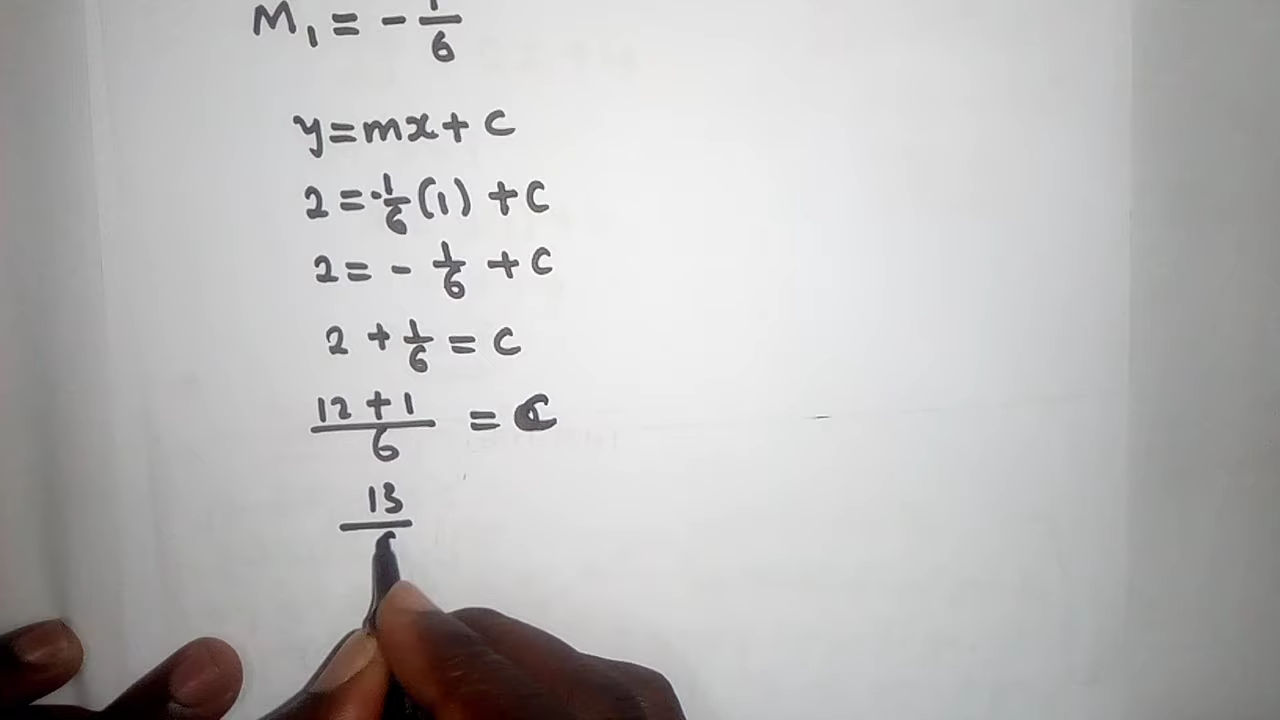 M₁ = - 1/6
y = mx + c
2 = -1/6 (1) + C
2 = - 1/6 + C
2 + 1/6 = C
12 + 1/6 = C
13